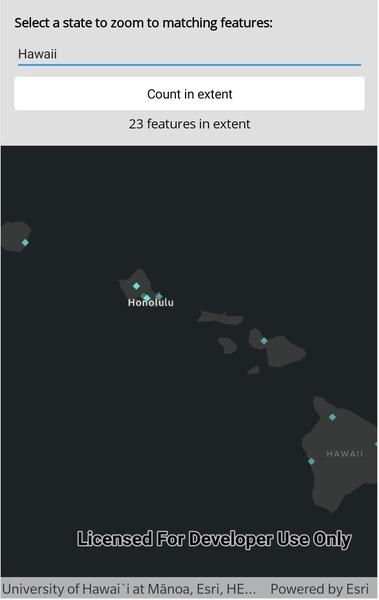 Select a state to zoom to matching features:
Hawaii
Count in extent
23 features in extent
Honolulu
HAWAII
Licensed For Developer Use Only
University of Hawai`i at Mānoa, Esri, HE... Powered by Esri